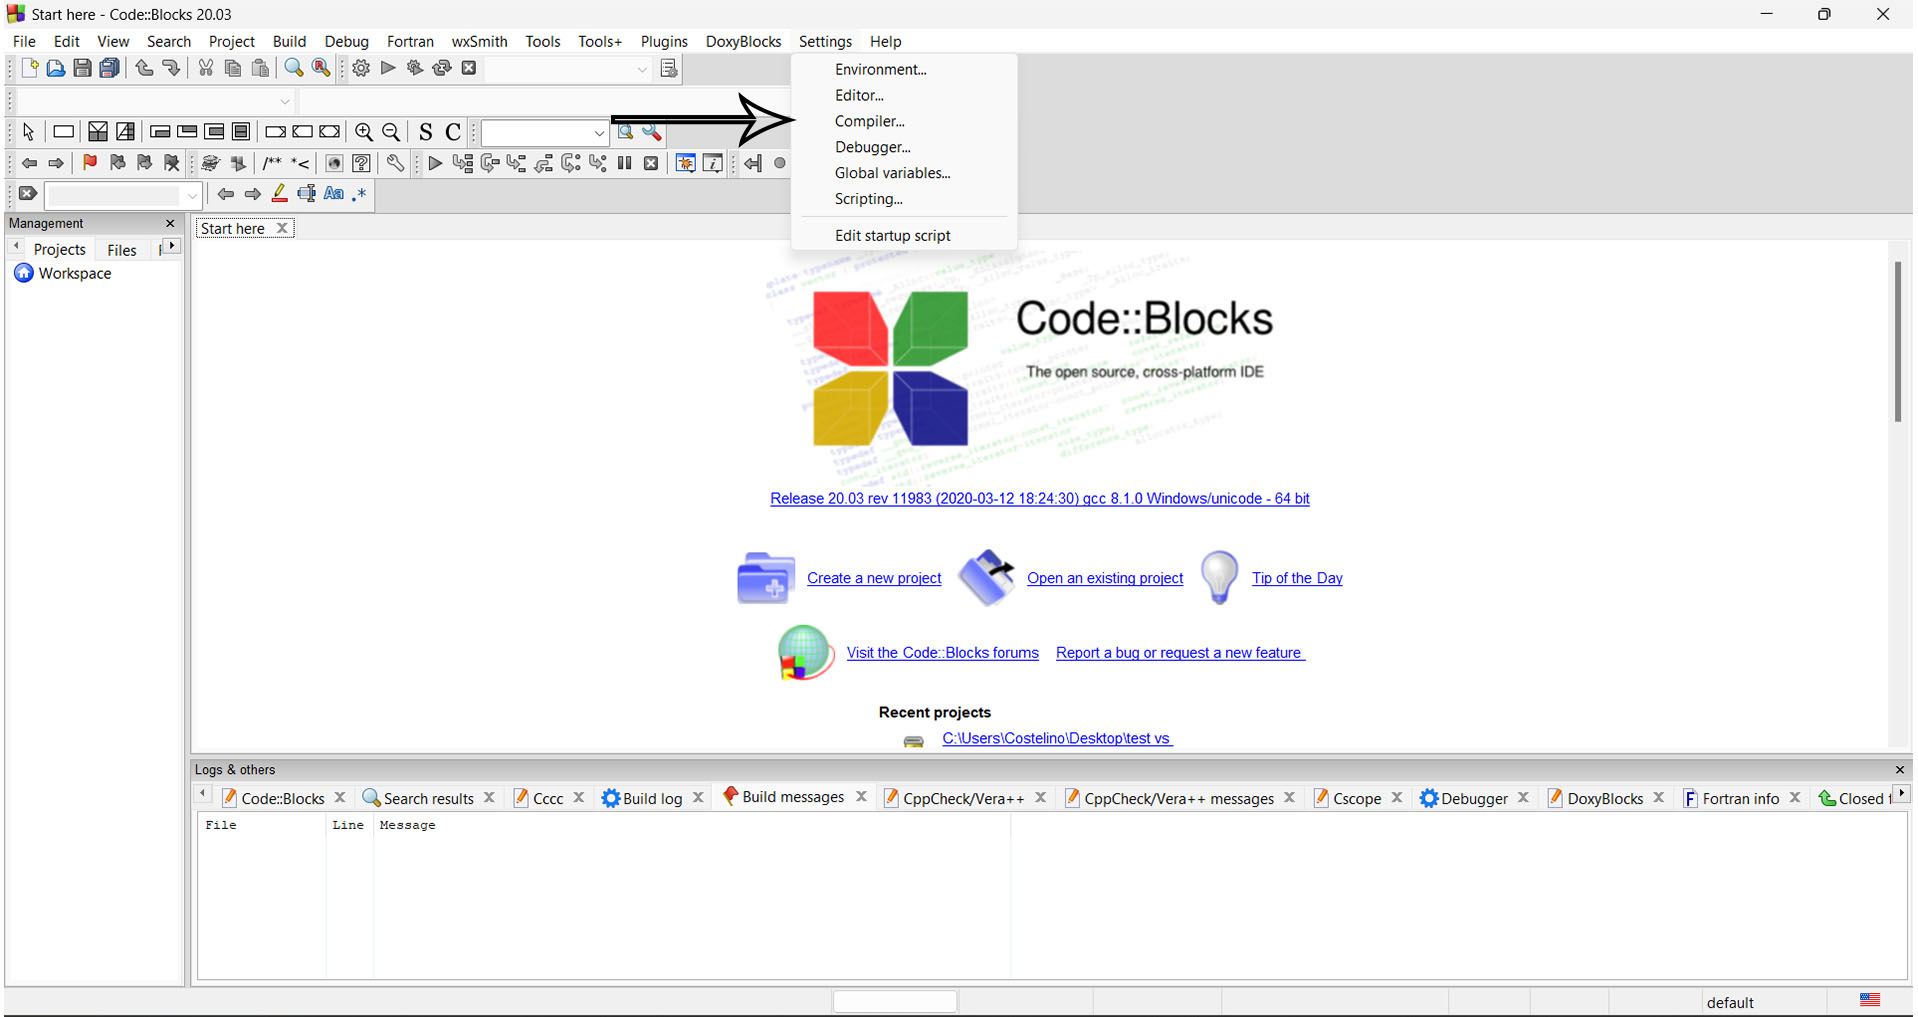 Start here - Code::Blocks 20.03
File Edit View Search Project Build Debug Fortran wxSmith Tools Tools+ Plugins DoxyBlocks Settings Help
Environment...
Editor...
Compiler...
Debugger...
Global variables...
Scripting...
Edit startup script
S C
/** *<
Aa .*
Management
Projects Files
Workspace
Start here
Code::Blocks
The open source, cross-platform IDE
Release 20.03 rev 11983 (2020-03-12 18:24:30) gcc 8.1.0 Windows/unicode - 64 bit
Create a new project Open an existing project Tip of the Day
Visit the Code::Blocks forums Report a bug or request a new feature
Recent projects
C:\Users\Costelino\Desktop\test vs
Logs & others
Code::Blocks Search results Cccc Build log Build messages CppCheck/Vera++ CppCheck/Vera++ messages Cscope Debugger DoxyBlocks Fortran info Closed
File Line Message
default